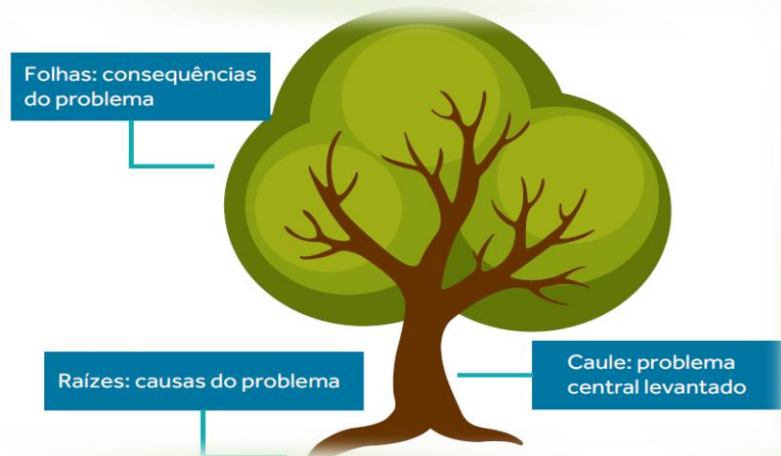 Folhas: consequências
do problema
Raízes: causas do problema
Caule: problema
central levantado